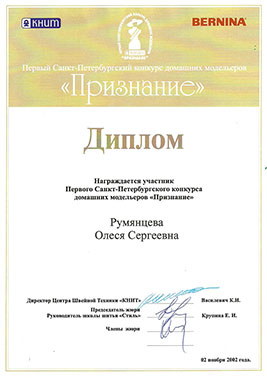 КНИТ
BERNINA
Первый Санкт-Петербургский конкурс домашних модельеров
«Признание»
Диплом
Награждается участник
Первого Санкт-Петербургского конкурса
домашних модельеров «Признание»
Румянцева
Олеся Сергеевна
Директор Центра Швейной Техники «КНИТ» Василевич К.И.
Председатель жюри
Руководитель школы шитья «Стиль» Крупина Е. И.
Члены жюри
02 ноября 2002 года.